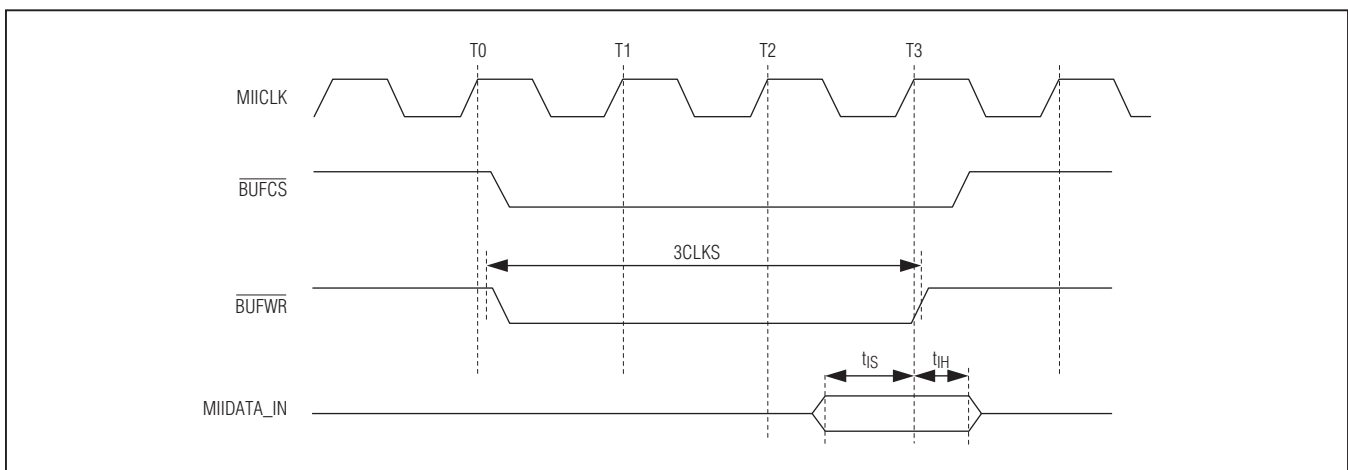 T0 T1 T2 T3
MIICLK
BUFCS
3CLKS
BUFWR
tIS tIH
MIIDATA_IN